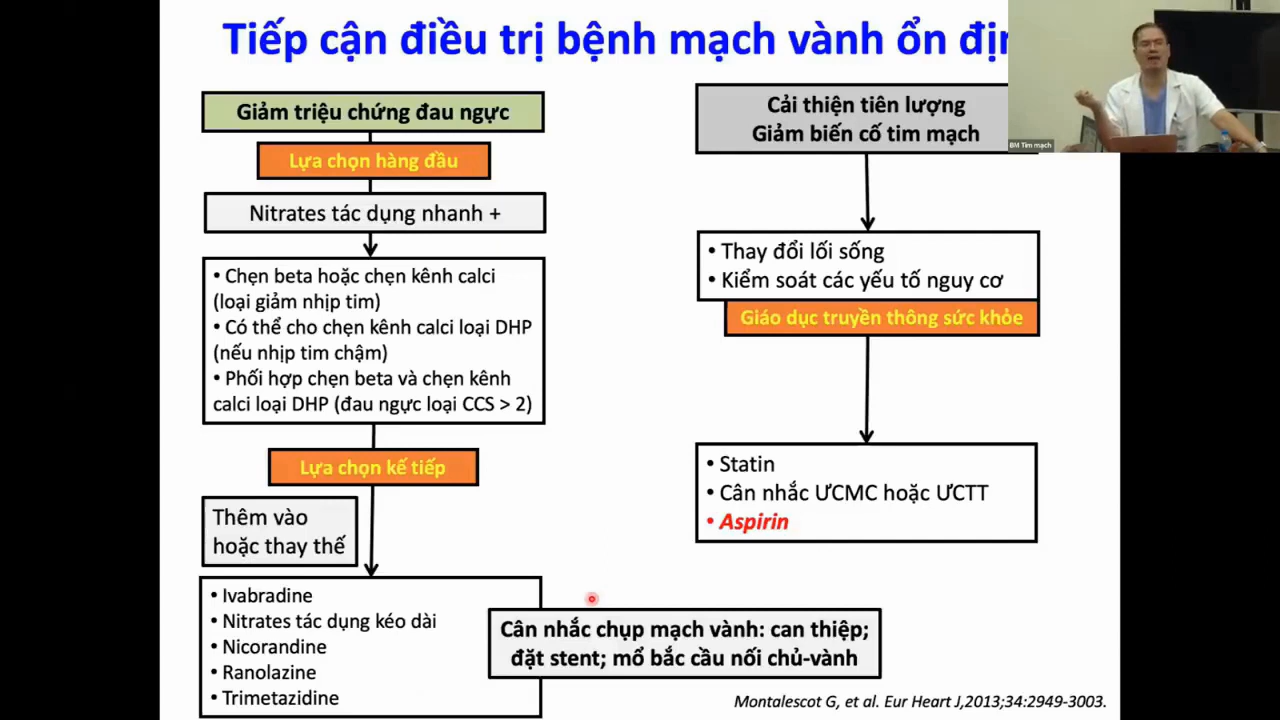 Tiếp cận điều trị bệnh mạch vành ổn
Giảm triệu chứng đau ngực
Lựa chọn hàng đầu
Nitrates tác dụng nhanh +
• Chẹn beta hoặc chẹn kênh calci
(loại giảm nhịp tim)
• Có thể cho chẹn kênh calci loại DHP
(nếu nhịp tim chậm)
• Phối hợp chẹn beta và chẹn kênh
calci loại DHP (đau ngực loại CCS > 2)
Lựa chọn kế tiếp
Thêm vào
hoặc thay thế
• Ivabradine
• Nitrates tác dụng kéo dài
• Nicorandine
• Ranolazine
• Trimetazidine
Cải thiện tiên lượng
Giảm biến cố tim mạch
• Thay đổi lối sống
• Kiểm soát các yếu tố nguy cơ
Giáo dục truyền thông sức khỏe
• Statin
• Cân nhắc ƯCMC hoặc ƯCTT
• Aspirin
Cân nhắc chụp mạch vành: can thiệp;
đặt stent; mổ bắc cầu nối chủ-vành
Montalescot G, et al. Eur Heart J,2013;34:2949-3003.
BM Tim mạch